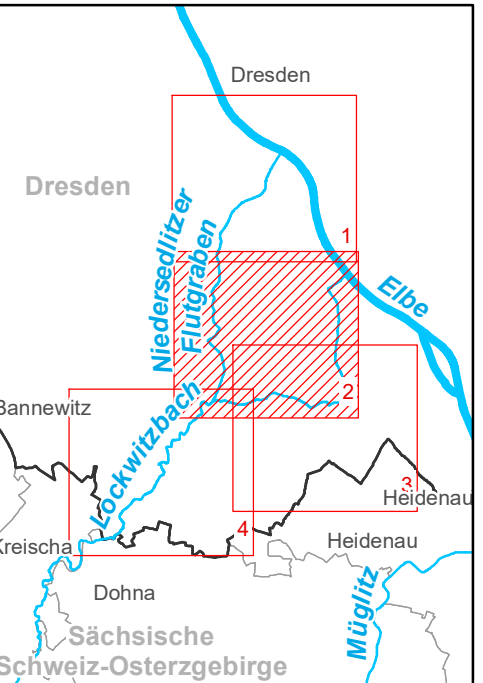 Dresden
Dresden
Niedersedlitzer
Flutgraben
1
Elbe
2
Bannewitz
Lockwitzbach
3
Heidenau
4
Kreischa
Heidenau
Dohna
Müglitz
Sächsische
Schweiz-Osterzgebirge